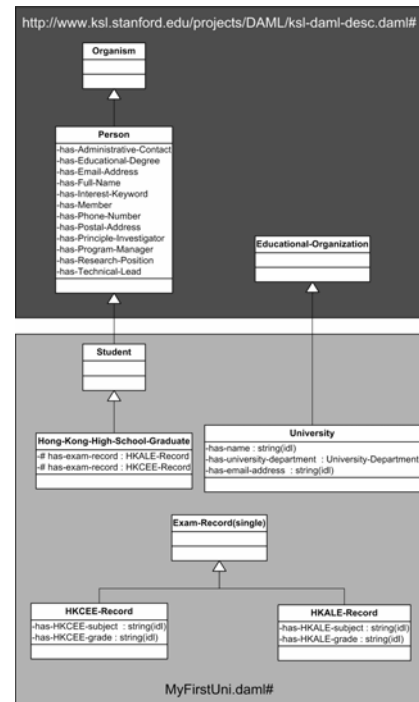 http://www.ksl.stanford.edu/projects/DAML/ksl-daml-desc.daml#
Organism
Person
-has-Administrative-Contact
-has-Educational-Degree
-has-Email-Address
-has-Full-Name
-has-Interest-Keyword
-has-Member
-has-Phone-Number
-has-Postal-Address
-has-Principle-Investigator
-has-Program-Manager
-has-Research-Position
-has-Technical-Lead
Educational-Organization
Student
Hong-Kong-High-School-Graduate
-# has-exam-record : HKALE-Record
-# has-exam-record : HKCEE-Record
University
-has-name : string(idl)
-has-university-department : University-Department
-has-email-address : string(idl)
Exam-Record(single)
HKCEE-Record
-has-HKCEE-subject : string(idl)
-has-HKCEE-grade : string(idl)
HKALE-Record
-has-HKALE-subject : string(idl)
-has-HKALE-grade : string(idl)
MyFirstUni.daml#